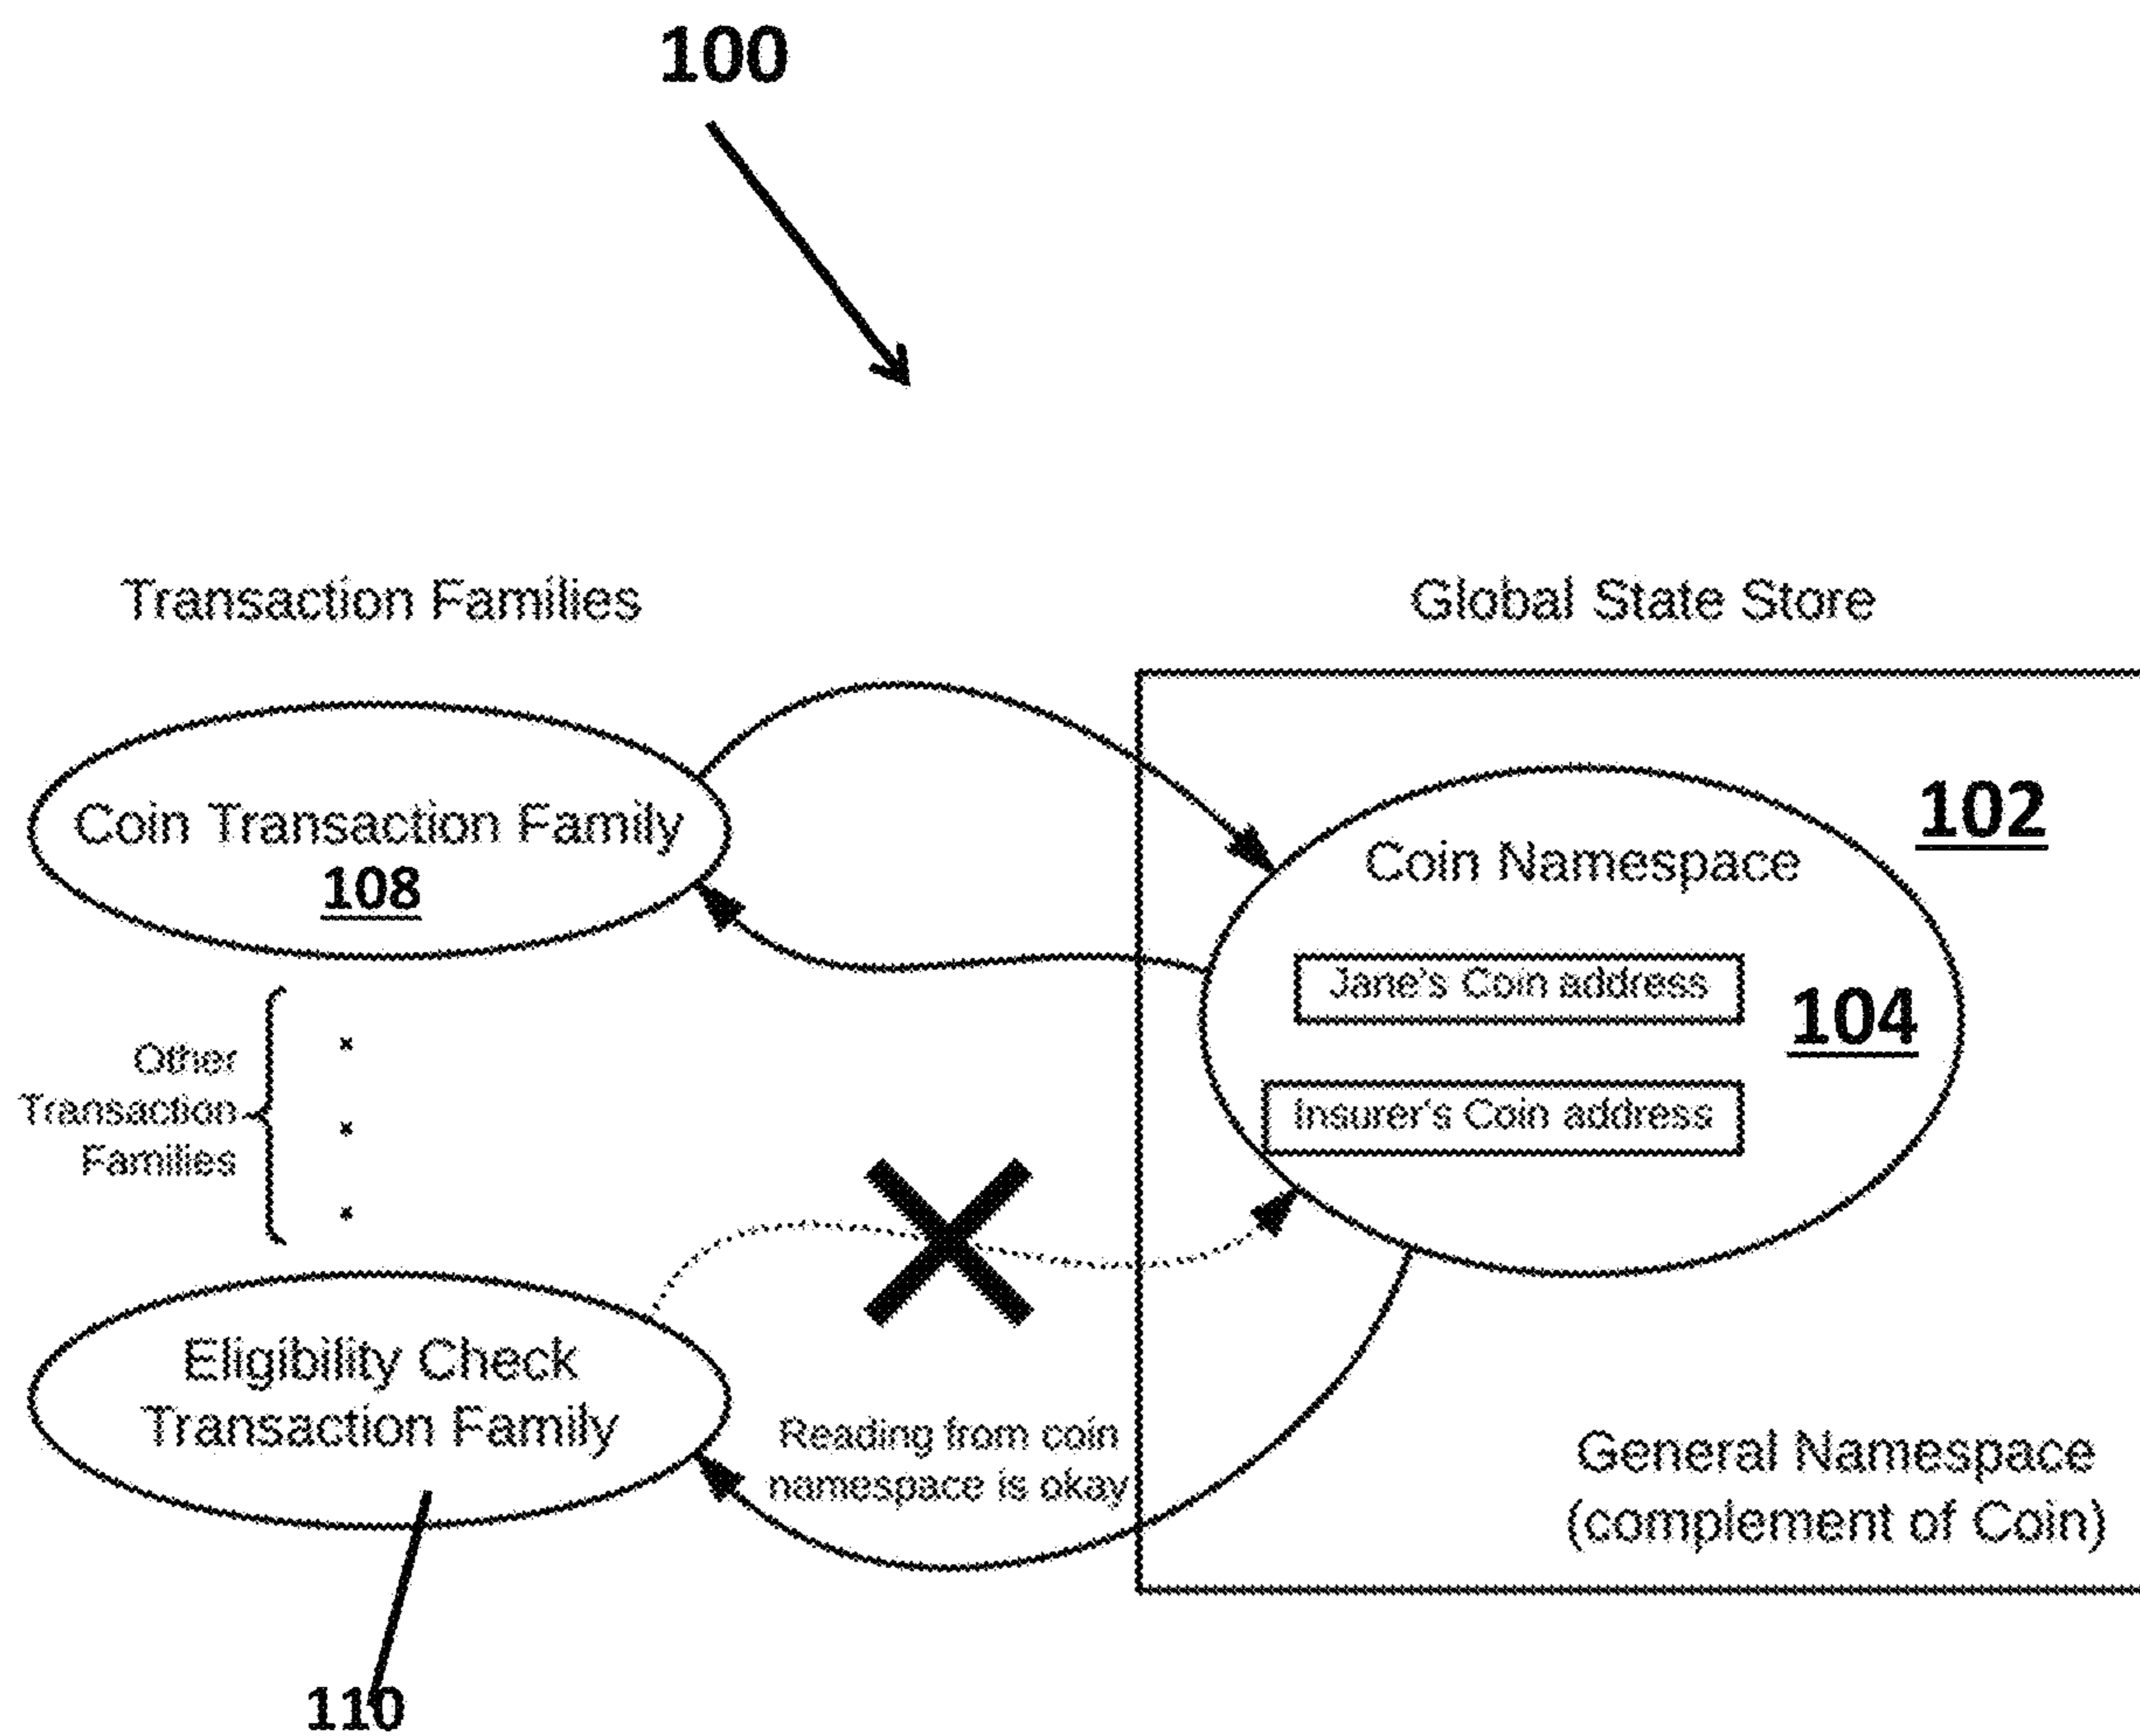 100
Transaction Families
Global State Store
Coin Transaction Family
108
102
Coin Namespace
Jane's Coin address
104
Insurer's Coin address
Other
Transaction
Families
Eligibility Check
Transaction Family
Reading from coin
namespace is okay
General Namespace
(complement of Coin)
110